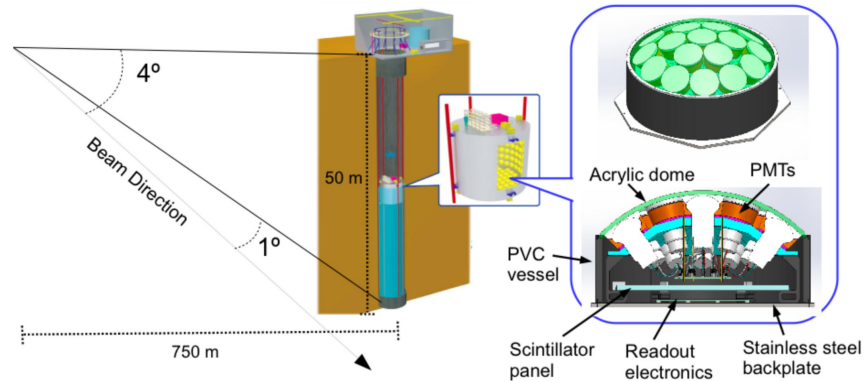 4º
Beam Direction
50 m
1º
750 m
Acrylic dome
PMTs
PVC
vessel
Scintillator
panel
Readout
electronics
Stainless steel
backplate